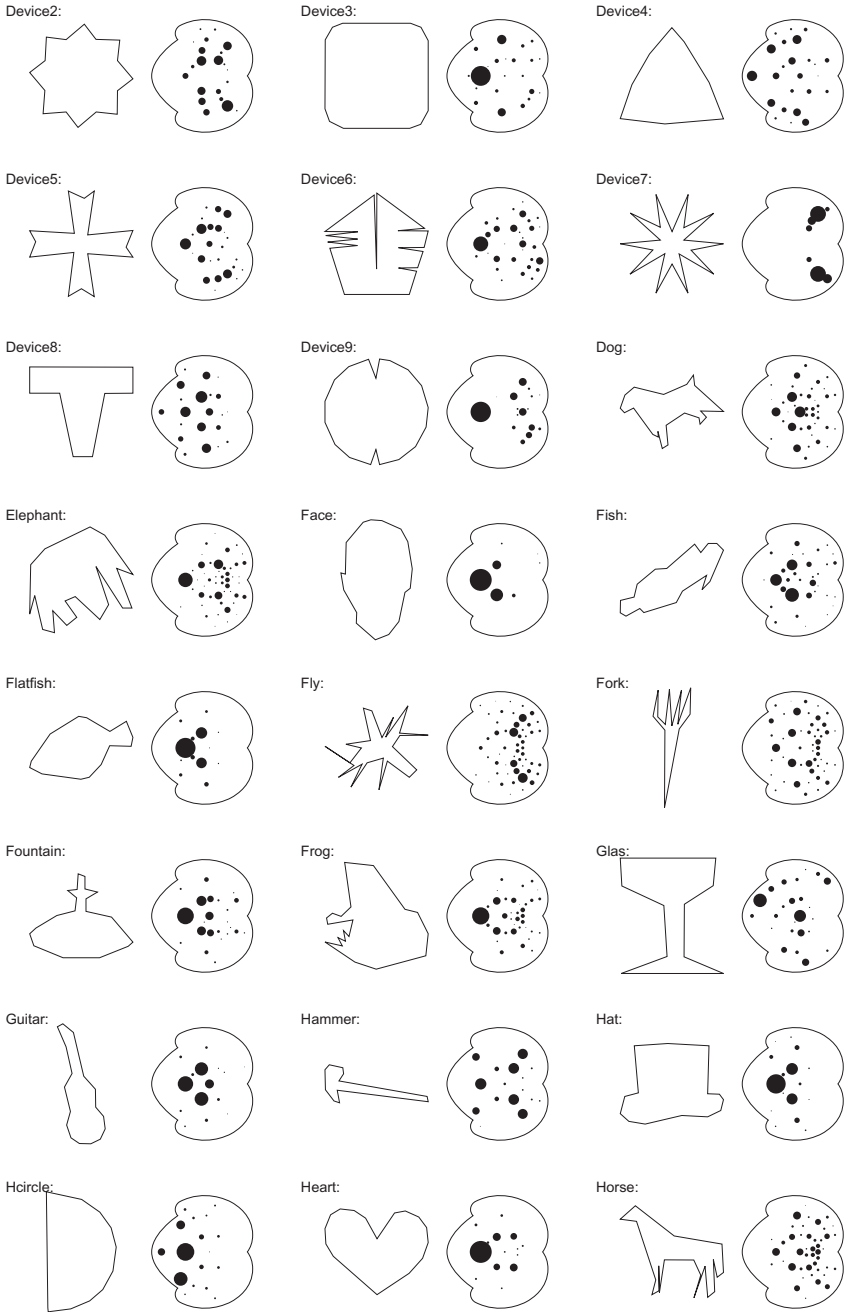 Device2: Device3: Device4:
Device5: Device6: Device7:
Device8: Device9: Dog:
Elephant: Face: Fish:
Flatfish: Fly: Fork:
Fountain: Frog: Glas:
Guitar: Hammer: Hat:
Hcircle: Heart: Horse: